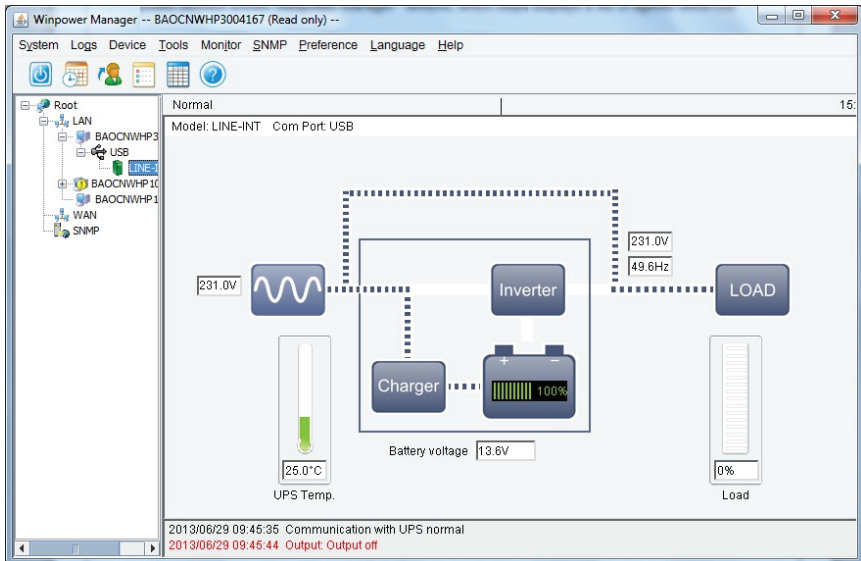 Winpower Manager -- BAOCNWHP3004167 (Read only) --
System Logs Device Tools Monitor SNMP Preference Language Help
Root
LAN
BAOCNWHP3
USB
LINE-I
BAOCNWHP10
BAOCNWHP1
WAN
SNMP
Normal
15:
Model: LINE-INT Com Port: USB
231.0V
49.6Hz
231.0V
Inverter
LOAD
Charger
+ −
100%
Battery voltage 13.6V
25.0°C
UPS Temp.
0%
Load
2013/06/29 09:45:35 Communication with UPS normal
2013/06/29 09:45:44 Output: Output off